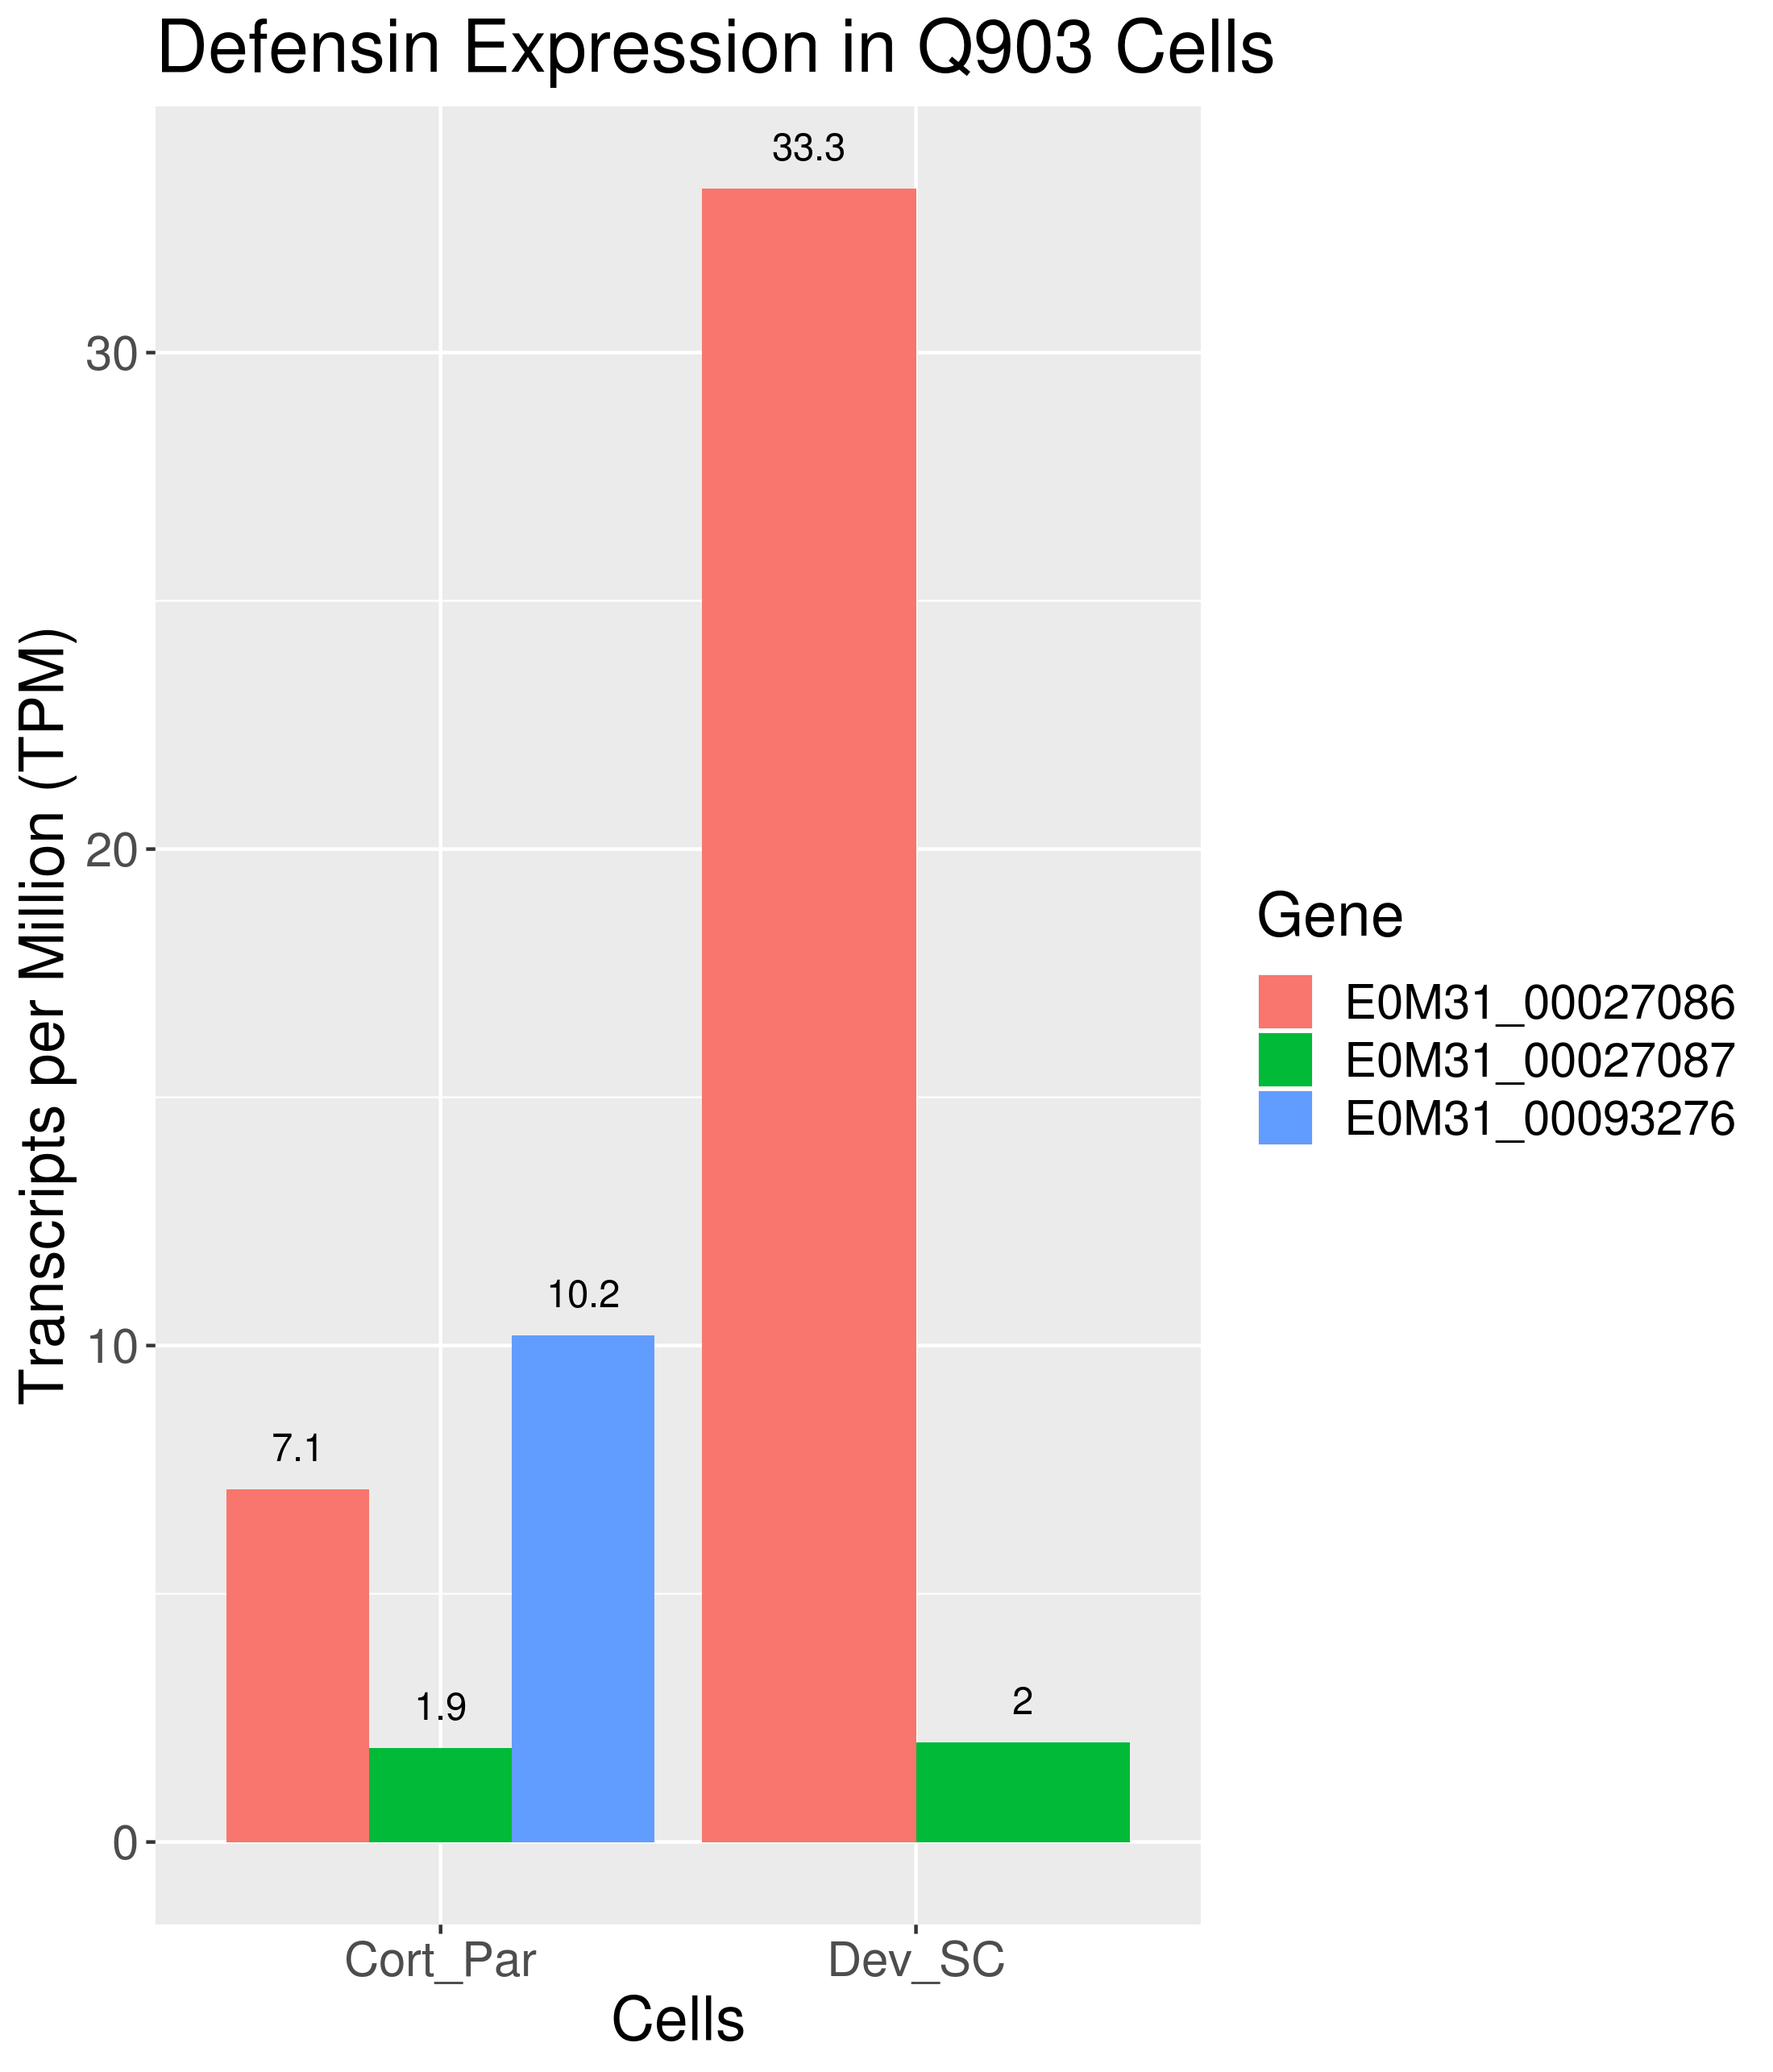 Defensin Expression in Q903 Cells
Transcripts per Million (TPM)
30
20
10
0
33.3
10.2
7.1
1.9
2
Cort_Par
Dev_SC
Cells
Gene
E0M31_00027086
E0M31_00027087
E0M31_00093276